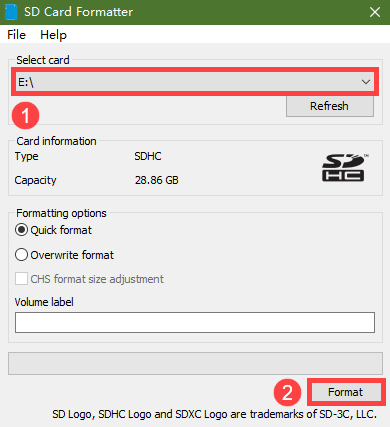 SD Card Formatter
File Help
Select card
E:\
1
Refresh
Card information
Type SDHC
SD
HC
Capacity 28.86 GB
Formatting options
Quick format
Overwrite format
CHS format size adjustment
Volume label
2
Format
SD Logo, SDHC Logo and SDXC Logo are trademarks of SD-3C, LLC.